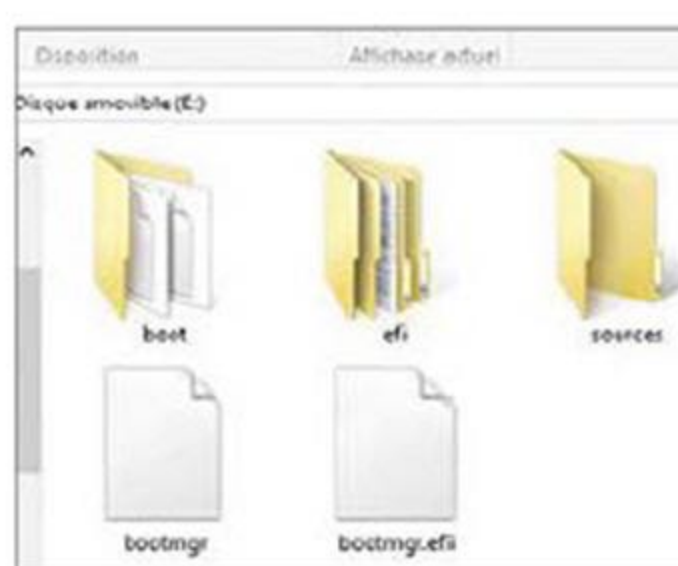 Disposition Affichage actuel
Disque amovible (E:)
boot efi sources
bootmgr bootmgr.efi